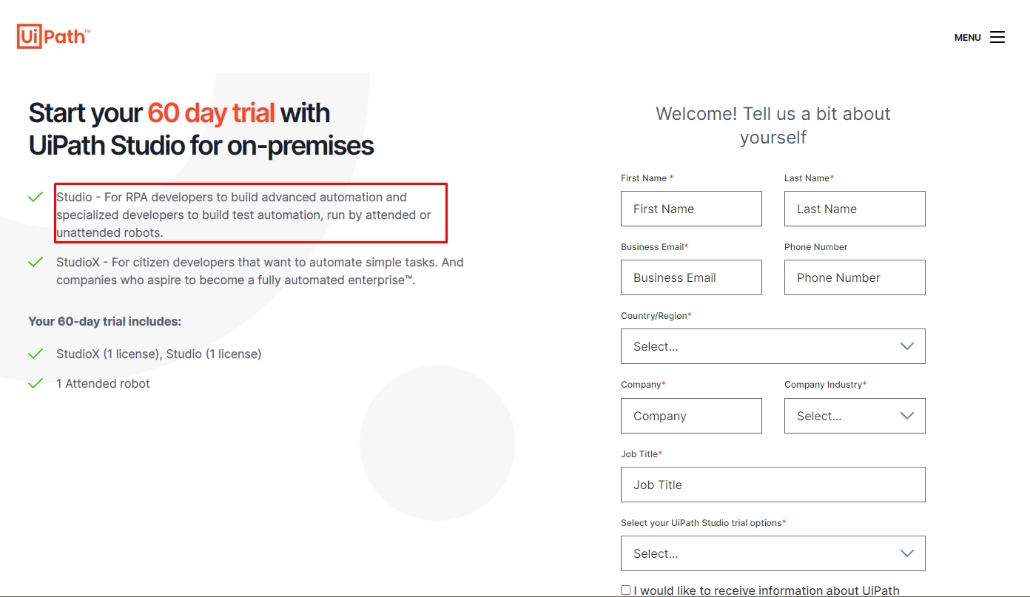 UiPath™
MENU
Start your 60 day trial with
UiPath Studio for on-premises
Studio - For RPA developers to build advanced automation and
specialized developers to build test automation, run by attended or
unattended robots.
StudioX - For citizen developers that want to automate simple tasks. And
companies who aspire to become a fully automated enterprise™.
Your 60-day trial includes:
StudioX (1 license), Studio (1 license)
1 Attended robot
Welcome! Tell us a bit about
yourself
First Name * Last Name*
First Name Last Name
Business Email* Phone Number
Business Email Phone Number
Country/Region*
Select...
Company* Company Industry*
Company Select...
Job Title*
Job Title
Select your UiPath Studio trial options*
Select...
I would like to receive information about UiPath